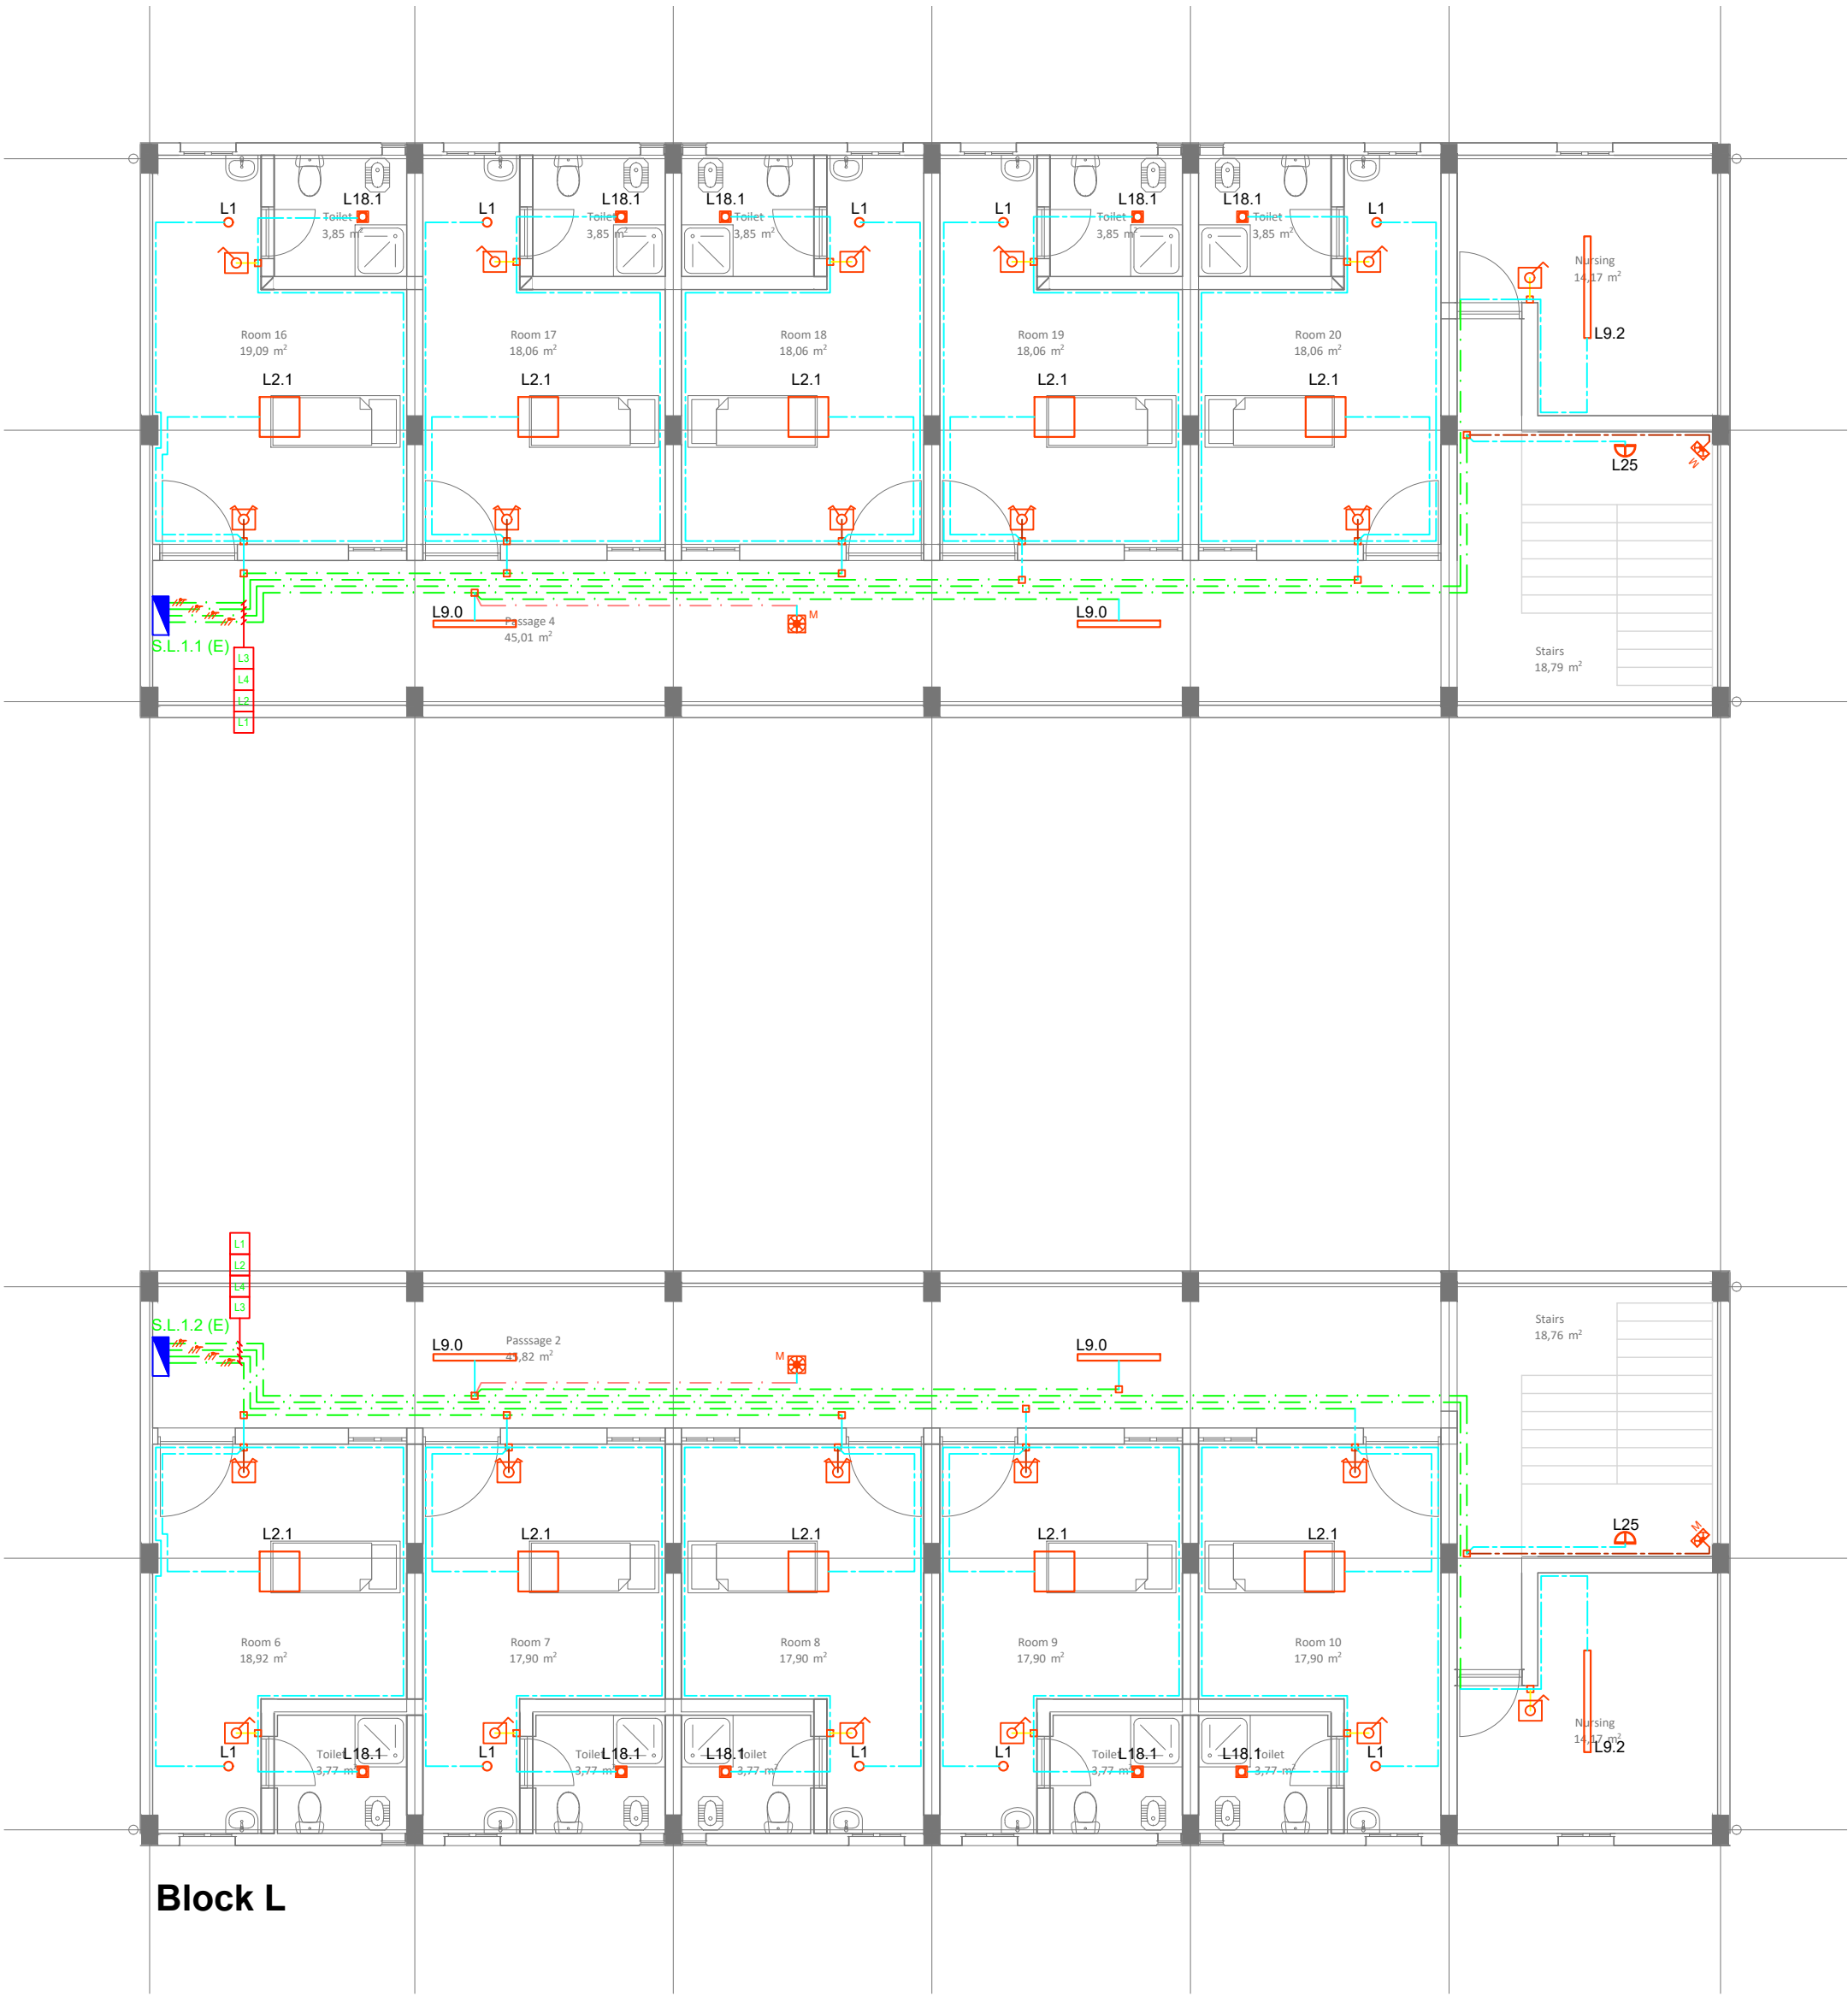 L1
L18.1
L1
L18.1
L18.1
L1
L1
L18.1
L18.1
L1
Toilet
3,85 m²
Toilet
3,85 m²
Toilet
3,85 m²
Toilet
3,85 m²
Toilet
3,85 m²
Nursing
14,17 m²
L9.2
Room 16
19,09 m²
Room 17
18,06 m²
Room 18
18,06 m²
Room 19
18,06 m²
Room 20
18,06 m²
L2.1
L2.1
L2.1
L2.1
L2.1
L25
M
L9.0
M
L9.0
Passage 4
45,01 m²
S.L.1.1 (E)
L3
L4
L2
L1
Stairs
18,79 m²
L1
L2
L4
L3
S.L.1.2 (E)
L9.0
Passsage 2
45,82 m²
M
L9.0
Stairs
18,76 m²
L25
M
L2.1
L2.1
L2.1
L2.1
L2.1
Room 6
18,92 m²
Room 7
17,90 m²
Room 8
17,90 m²
Room 9
17,90 m²
Room 10
17,90 m²
Nursing
14,17 m²
L9.2
L1
Toilet
3,77 m²
L18.1
L1
Toilet
3,77 m²
L18.1
L18.1
Toilet
3,77 m²
L1
L1
Toilet
3,77 m²
L18.1
L18.1
Toilet
3,77 m²
L1
Block L